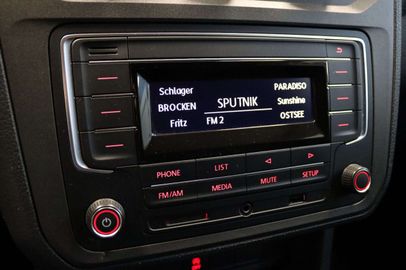 Schlager
BROCKEN
Fritz
SPUTNIK
FM 2
PARADISO
Sunshine
OSTSEE
PHONE
LIST
FM/AM
MEDIA
MUTE
SETUP